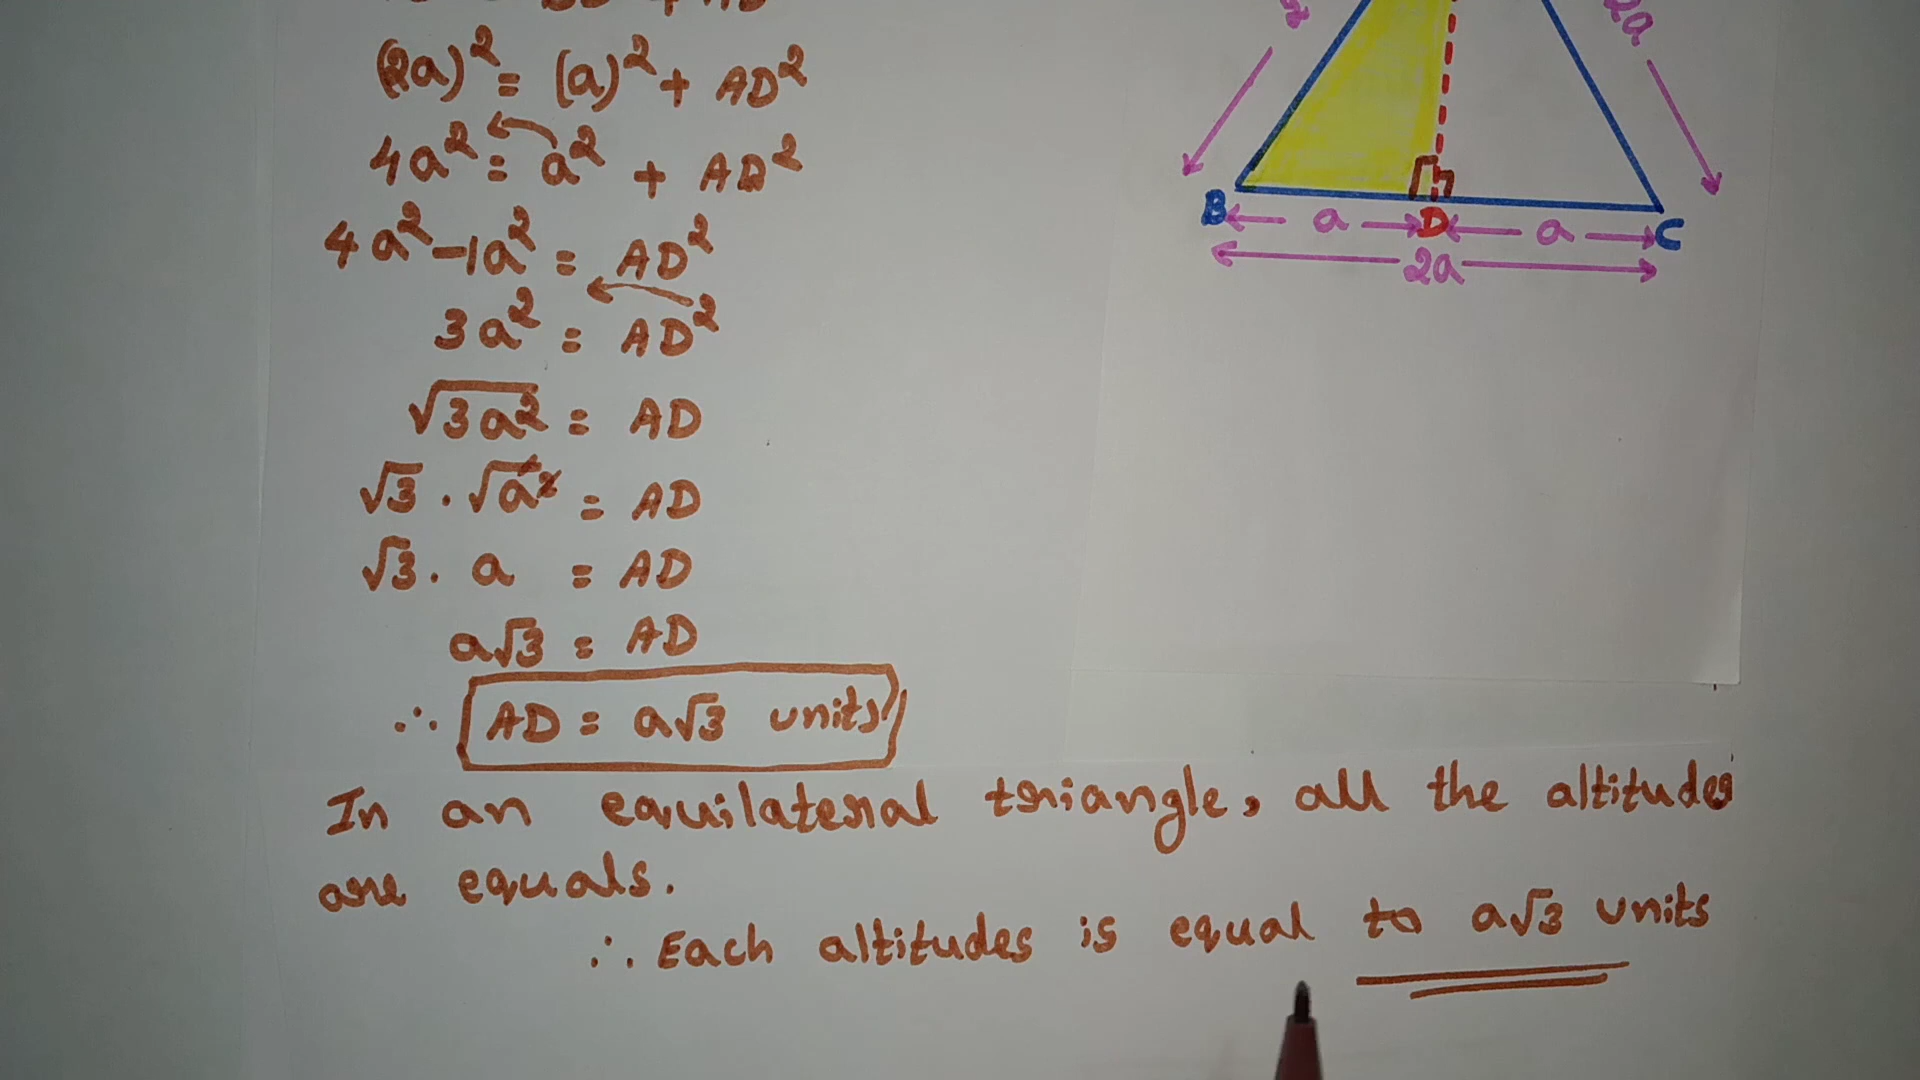 (2a)² = (a)² + AD²
4a² = a² + AD²
4a² - 1a² = AD²
3a² = AD²
√3a² = AD
√3 . √a² = AD
√3 . a = AD
a√3 = AD
∴ AD = a√3 units
2a
B a D a C
2a
In an equilateral triangle, all the altitudes
are equals.
∴ Each altitudes is equal to a√3 units